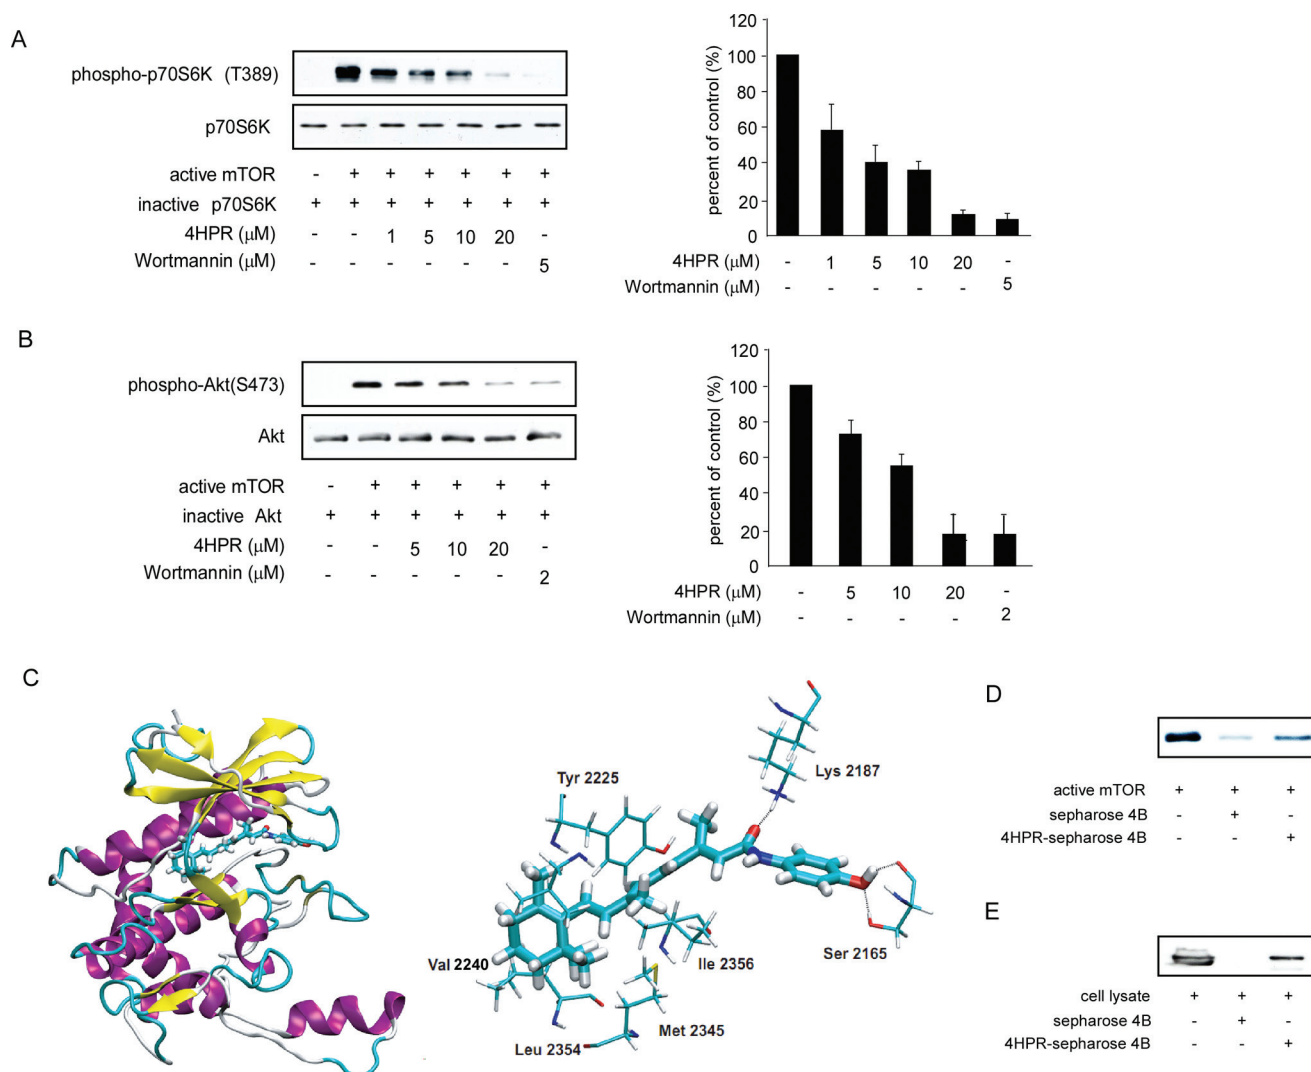 A
phospho-p70S6K (T389)
p70S6K
active mTOR - + + + + + +
inactive p70S6K + + + + + + +
4HPR (μM) - - 1 5 10 20 -
Wortmannin (μM) - - - - - - 5
percent of control (%)
120
100
80
60
40
20
0
4HPR (μM) - 1 5 10 20 -
Wortmannin (μM) - - - - - 5
B
phospho-Akt(S473)
Akt
active mTOR - + + + + +
inactive Akt + + + + + +
4HPR (μM) - - 5 10 20 -
Wortmannin (μM) - - - - - 2
percent of control (%)
120
100
80
60
40
20
0
4HPR (μM) - 5 10 20 -
Wortmannin (μM) - - - - 2
C
Lys 2187
Tyr 2225
Val 2240
Ile 2356
Ser 2165
Met 2345
Leu 2354
D
active mTOR + + +
sepharose 4B - + -
4HPR-sepharose 4B - - +
E
cell lysate + + +
sepharose 4B - + -
4HPR-sepharose 4B - - +